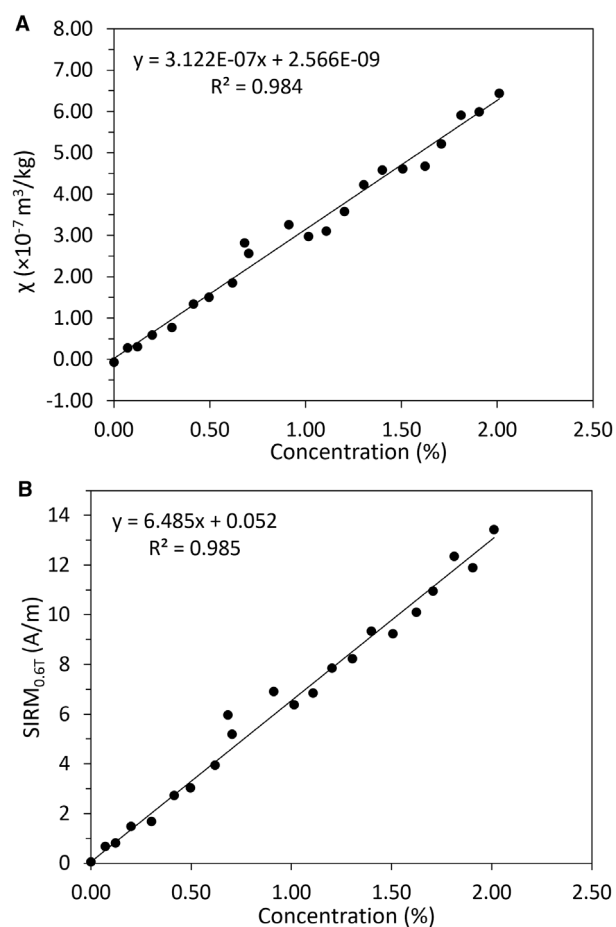 A
8.00
7.00
6.00
5.00
4.00
3.00
2.00
1.00
0.00
-1.00
χ (×10⁻⁷ m³/kg)
y = 3.122E-07x + 2.566E-09
R² = 0.984
0.00 0.50 1.00 1.50 2.00 2.50
Concentration (%)
B
14
12
10
8
6
4
2
0
SIRM₀.₆T (A/m)
y = 6.485x + 0.052
R² = 0.985
0.00 0.50 1.00 1.50 2.00 2.50
Concentration (%)